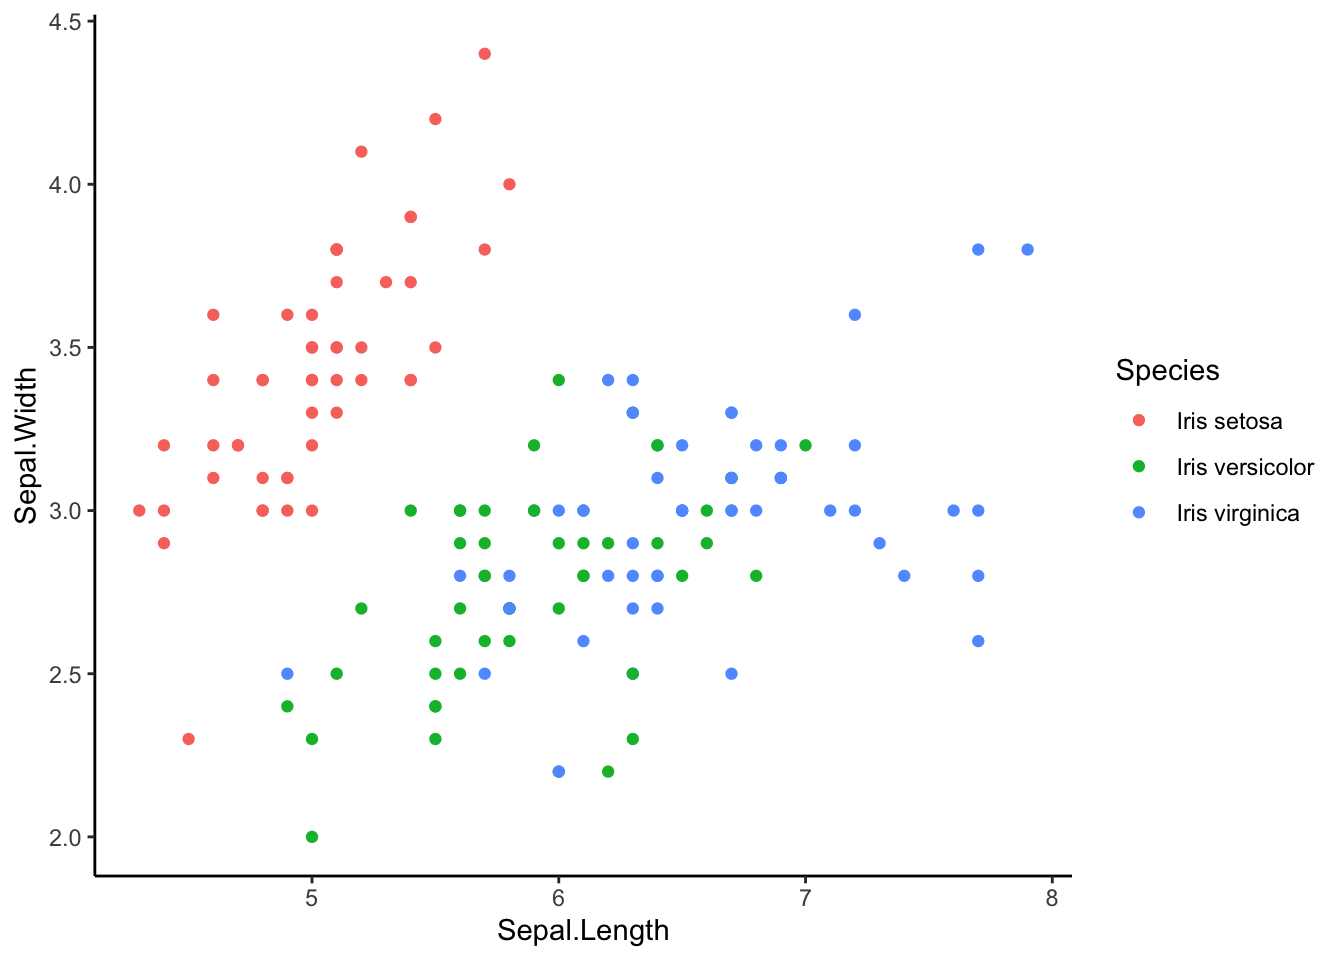 4.5
4.0
3.5
3.0
2.5
2.0
Sepal.Width
5 6 7 8
Sepal.Length
Species
Iris setosa
Iris versicolor
Iris virginica